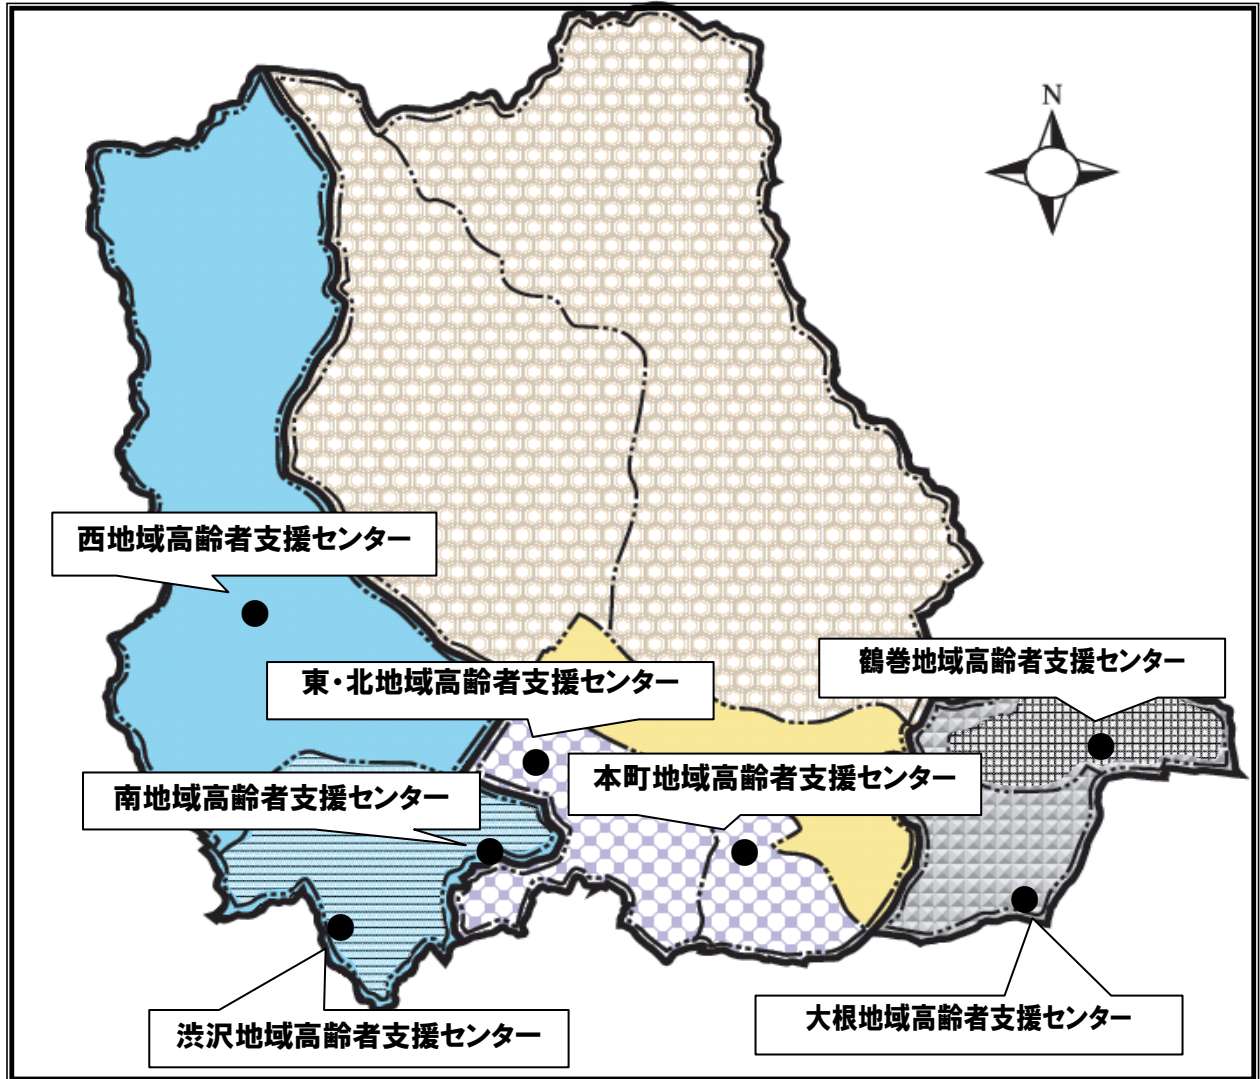 N
西地域高齢者支援センター
鶴巻地域高齢者支援センター
東・北地域高齢者支援センター
本町地域高齢者支援センター
南地域高齢者支援センター
渋沢地域高齢者支援センター
大根地域高齢者支援センター